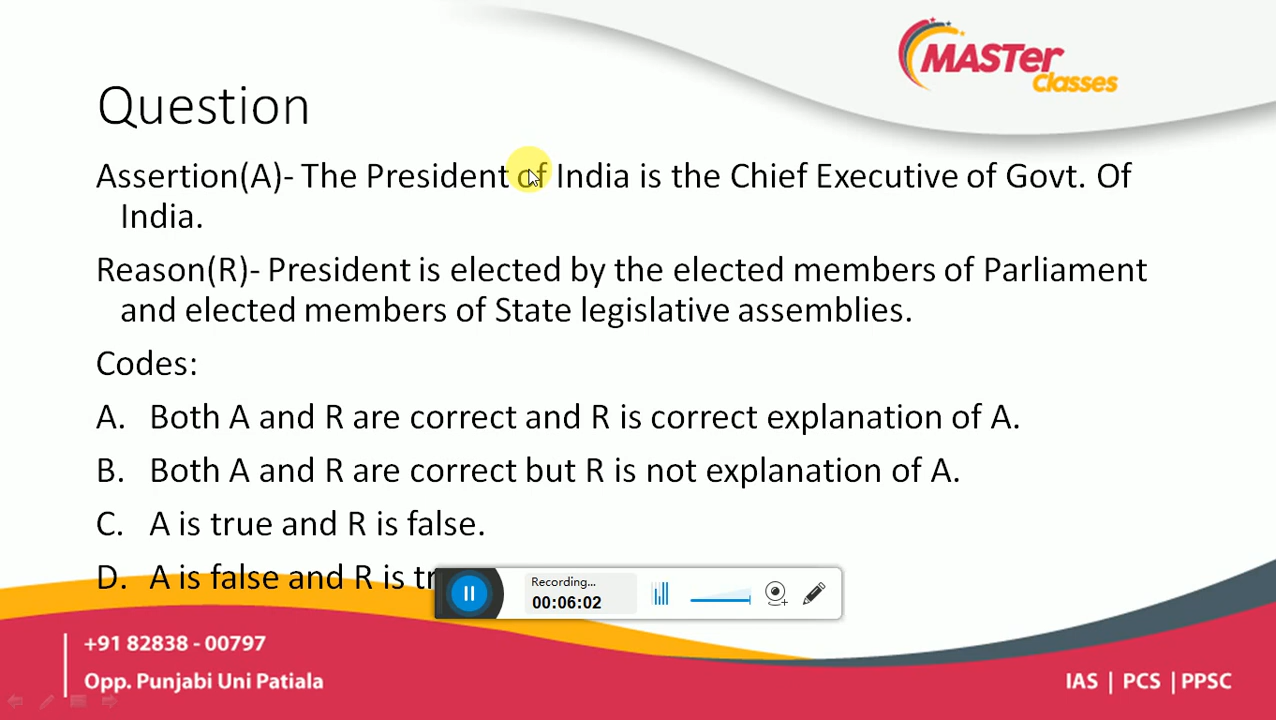 MASTer
Classes
Question
Assertion(A)- The President of India is the Chief Executive of Govt. Of
India.
Reason(R)- President is elected by the elected members of Parliament
and elected members of State legislative assemblies.
Codes:
A. Both A and R are correct and R is correct explanation of A.
B. Both A and R are correct but R is not explanation of A.
C. A is true and R is false.
D. A is false and R is
Recording...
00:06:02
+91 82838 - 00797
Opp. Punjabi Uni Patiala
IAS | PCS | PPSC